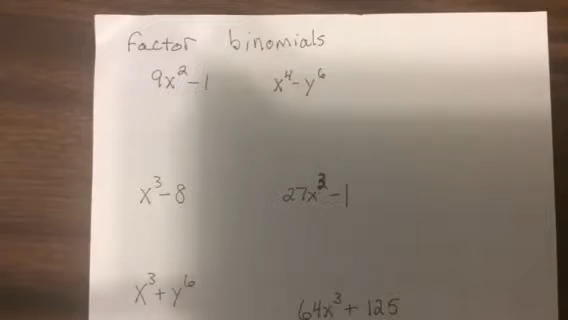 factor binomials
9x²-1 x⁴-y⁶
x³-8 27x³-1
x³+y⁶
64x³+125